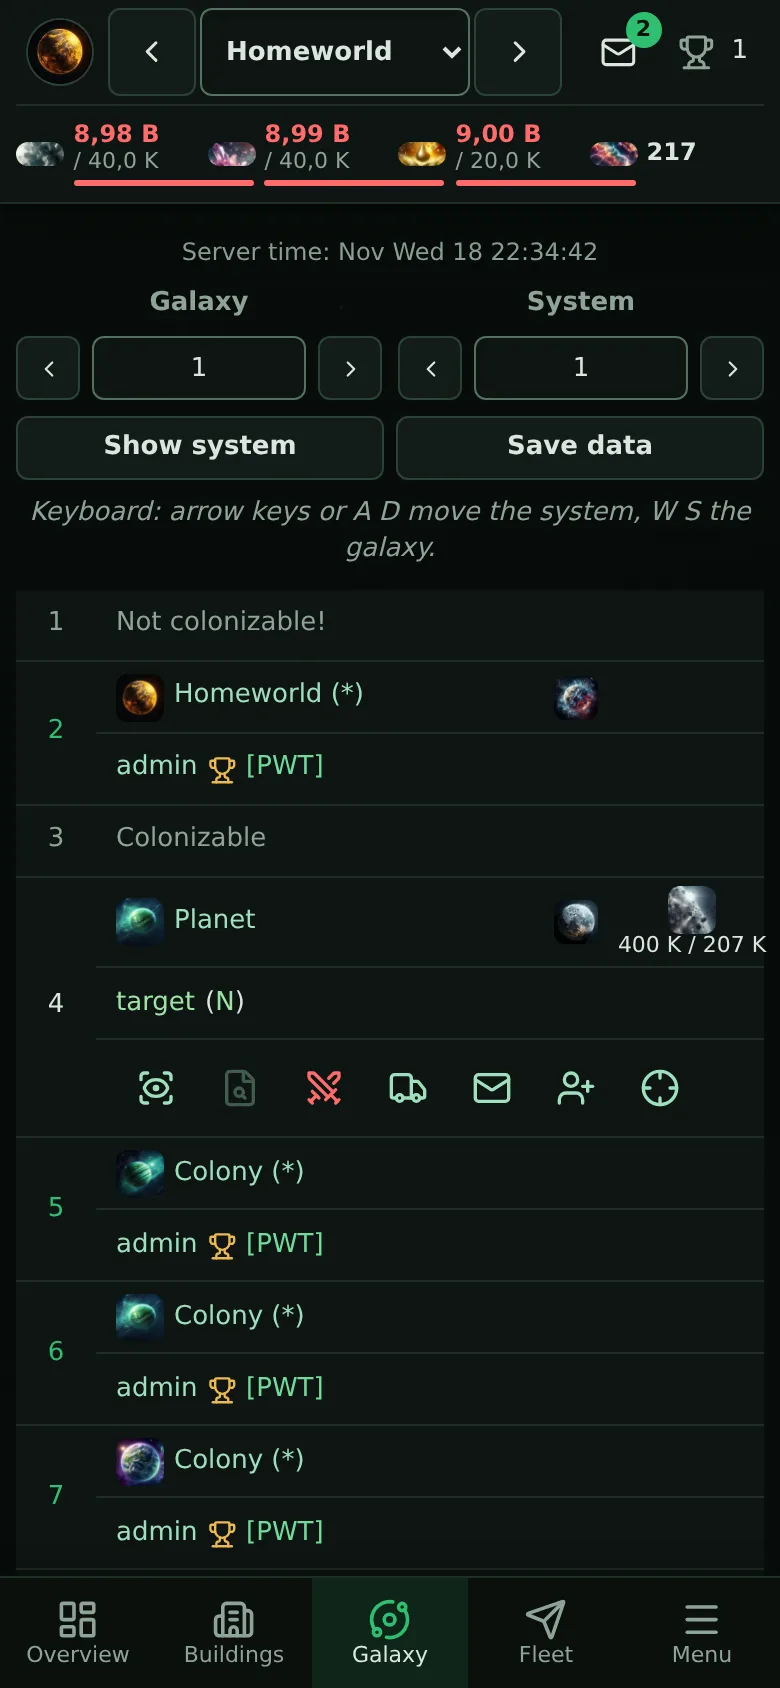 Homeworld
2
1
8,98 B
/ 40,0 K
8,99 B
/ 40,0 K
9,00 B
/ 20,0 K
217
Server time: Nov Wed 18 22:34:42
Galaxy
System
1
1
Show system
Save data
Keyboard: arrow keys or A D move the system, W S the
galaxy.
1 Not colonizable!
2
Homeworld (*)
admin [PWT]
3 Colonizable
4
Planet
400 K / 207 K
target (N)
5
Colony (*)
admin [PWT]
6
Colony (*)
admin [PWT]
7
Colony (*)
admin [PWT]
Overview
Buildings
Galaxy
Fleet
Menu